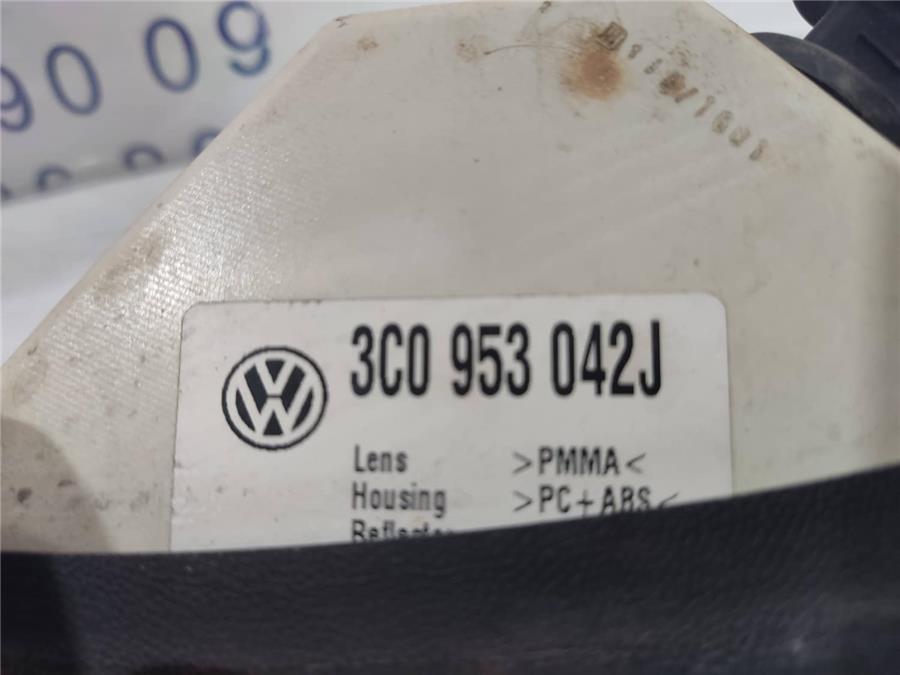 90 09
3C0 953 042J
Lens >PMMA<
Housing >PC+ABS<